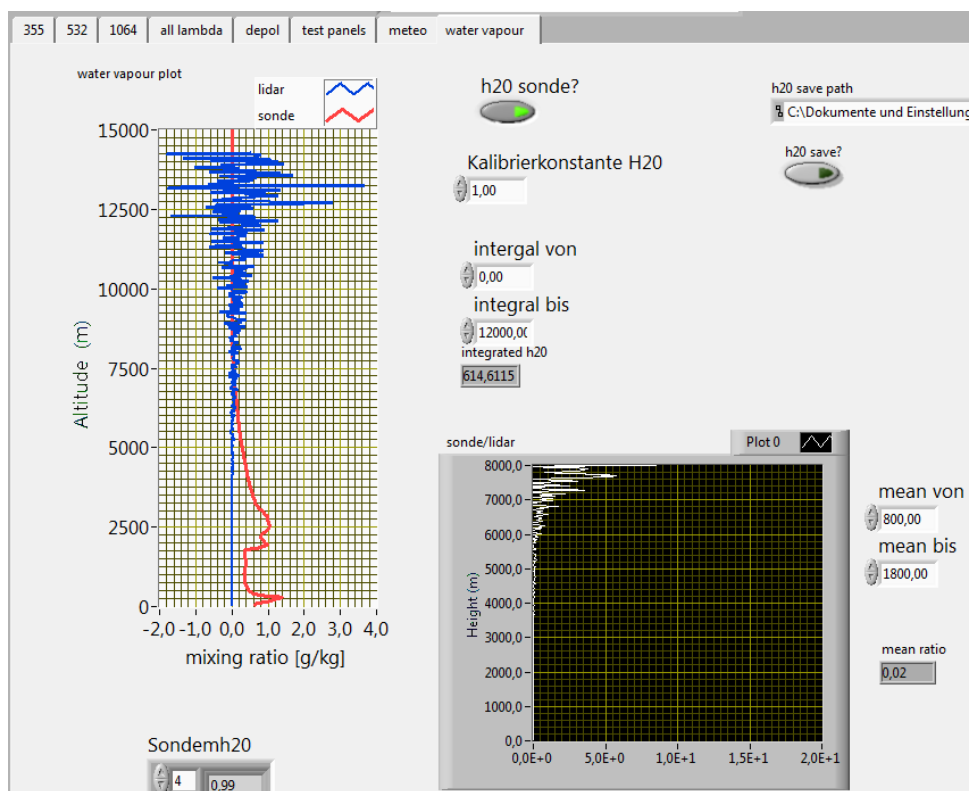 355 532 1064 all lambda depol test panels meteo water vapour
water vapour plot
lidar
sonde
15000
12500
10000
7500
5000
2500
0
Altitude (m)
-2,0 -1,0 0,0 1,0 2,0 3,0 4,0
mixing ratio [g/kg]
h20 sonde?
Kalibrierkonstante H20
1,00
intergal von
0,00
integral bis
12000,00
integrated h20
614,6115
h20 save path
C:\Dokumente und Einstellung
h20 save?
sonde/lidar
Plot 0
8000,0
7000,0
6000,0
5000,0
4000,0
3000,0
2000,0
1000,0
0,0
Height (m)
0,0E+0 5,0E+0 1,0E+1 1,5E+1 2,0E+1
mean von
800,00
mean bis
1800,00
mean ratio
0,02
Sondemh20
4 0,99